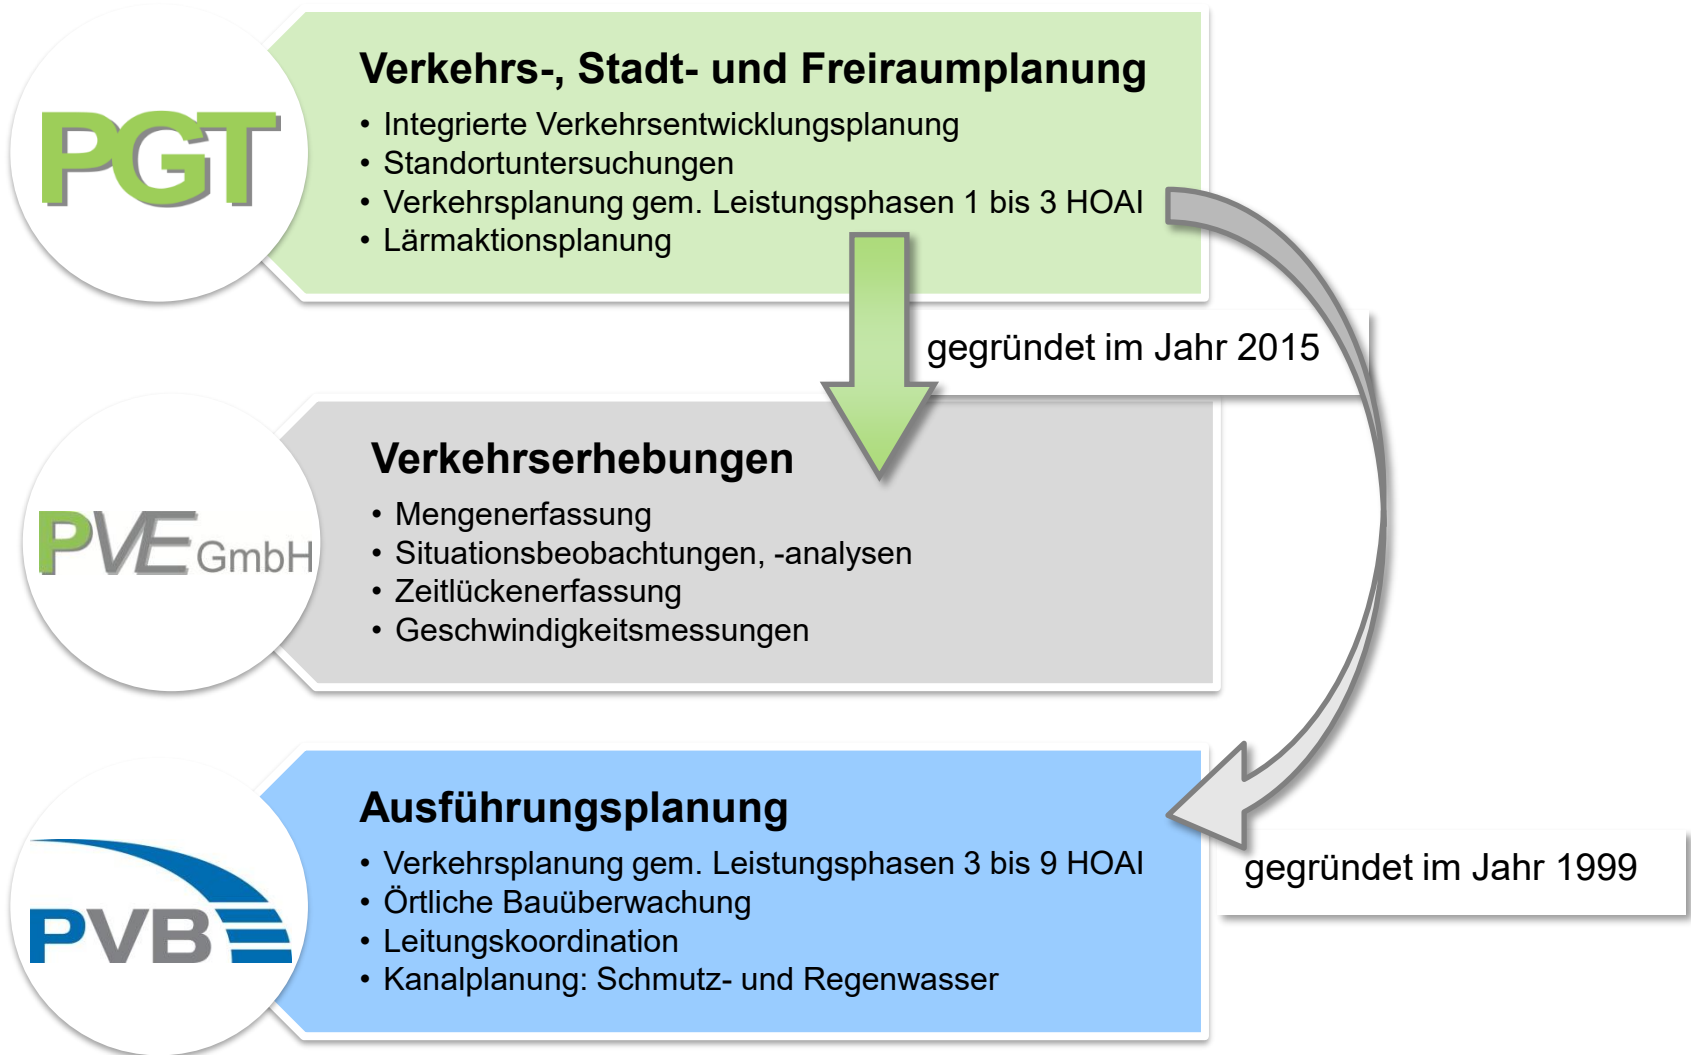 PGT
Verkehrs-, Stadt- und Freiraumplanung
• Integrierte Verkehrsentwicklungsplanung
• Standortuntersuchungen
• Verkehrsplanung gem. Leistungsphasen 1 bis 3 HOAI
• Lärmaktionsplanung
gegründet im Jahr 2015
PVE GmbH
Verkehrserhebungen
• Mengenerfassung
• Situationsbeobachtungen, -analysen
• Zeitlückenerfassung
• Geschwindigkeitsmessungen
PVB
Ausführungsplanung
• Verkehrsplanung gem. Leistungsphasen 3 bis 9 HOAI
• Örtliche Bauüberwachung
• Leitungskoordination
• Kanalplanung: Schmutz- und Regenwasser
gegründet im Jahr 1999